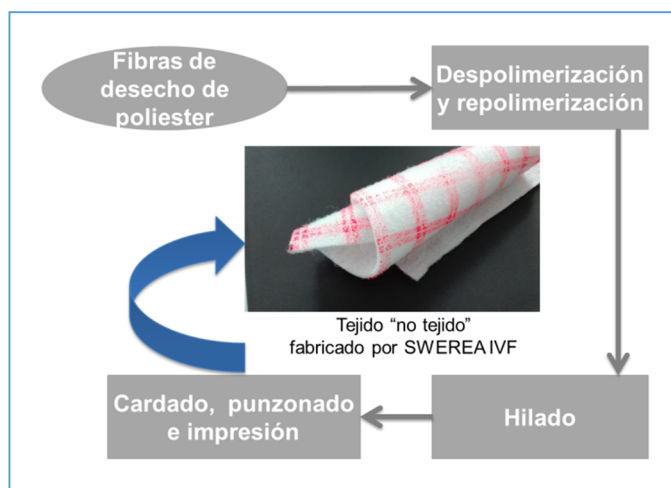 Fibras de
desecho de
poliester
Despolimerización
y repolimerización
Tejido “no tejido”
fabricado por SWEREA IVF
Cardado, punzonado
e impresión
Hilado